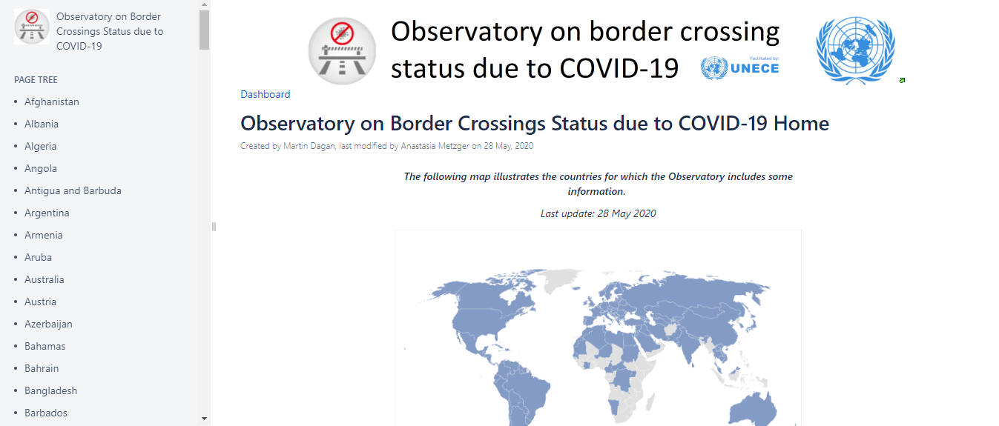 Observatory on Border
Crossings Status due to
COVID-19
PAGE TREE
• Afghanistan
• Albania
• Algeria
• Angola
• Antigua and Barbuda
• Argentina
• Armenia
• Aruba
• Australia
• Austria
• Azerbaijan
• Bahamas
• Bahrain
• Bangladesh
• Barbados
Observatory on border crossing
status due to COVID-19
Facilitated by:
UNECE
Dashboard
Observatory on Border Crossings Status due to COVID-19 Home
Created by Martin Dagan, last modified by Anastasia Metzger on 28 May, 2020
The following map illustrates the countries for which the Observatory includes some
information.
Last update: 28 May 2020